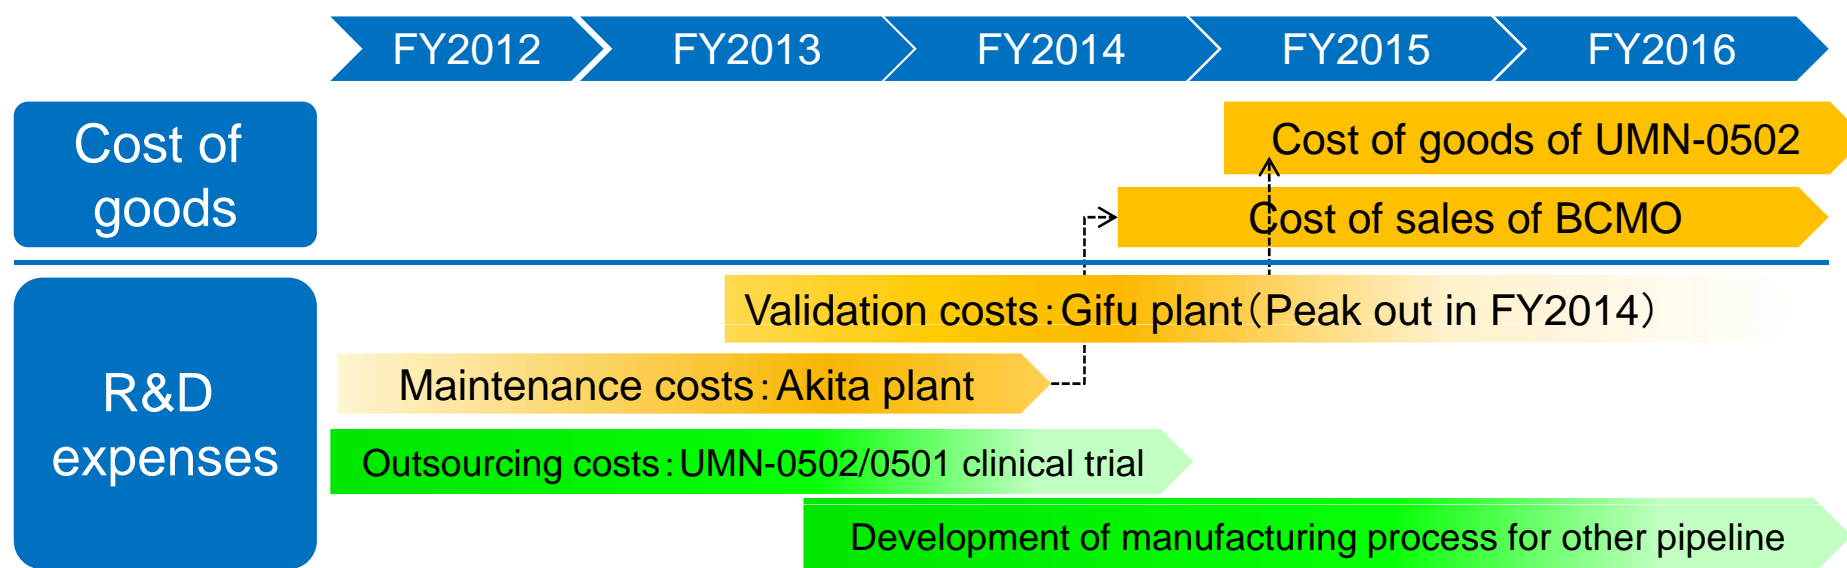 FY2012
FY2013
FY2014
FY2015
FY2016
Cost of
goods
Cost of goods of UMN-0502
Cost of sales of BCMO
R&D
expenses
Validation costs：Gifu plant（Peak out in FY2014）
Maintenance costs：Akita plant
Outsourcing costs：UMN-0502/0501 clinical trial
Development of manufacturing process for other pipeline